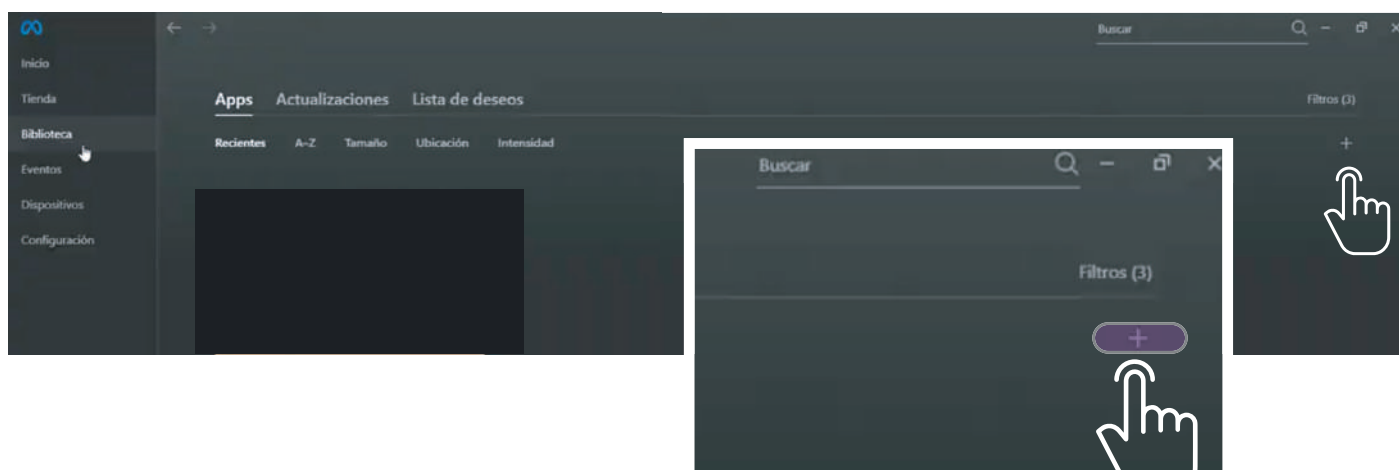 Buscar
Inicio
Tienda
Apps Actualizaciones Lista de deseos
Filtros (3)
Biblioteca
Recientes A-Z Tamaño Ubicación Intensidad
+
Eventos
Dispositivos
Configuración
Buscar
Filtros (3)
+